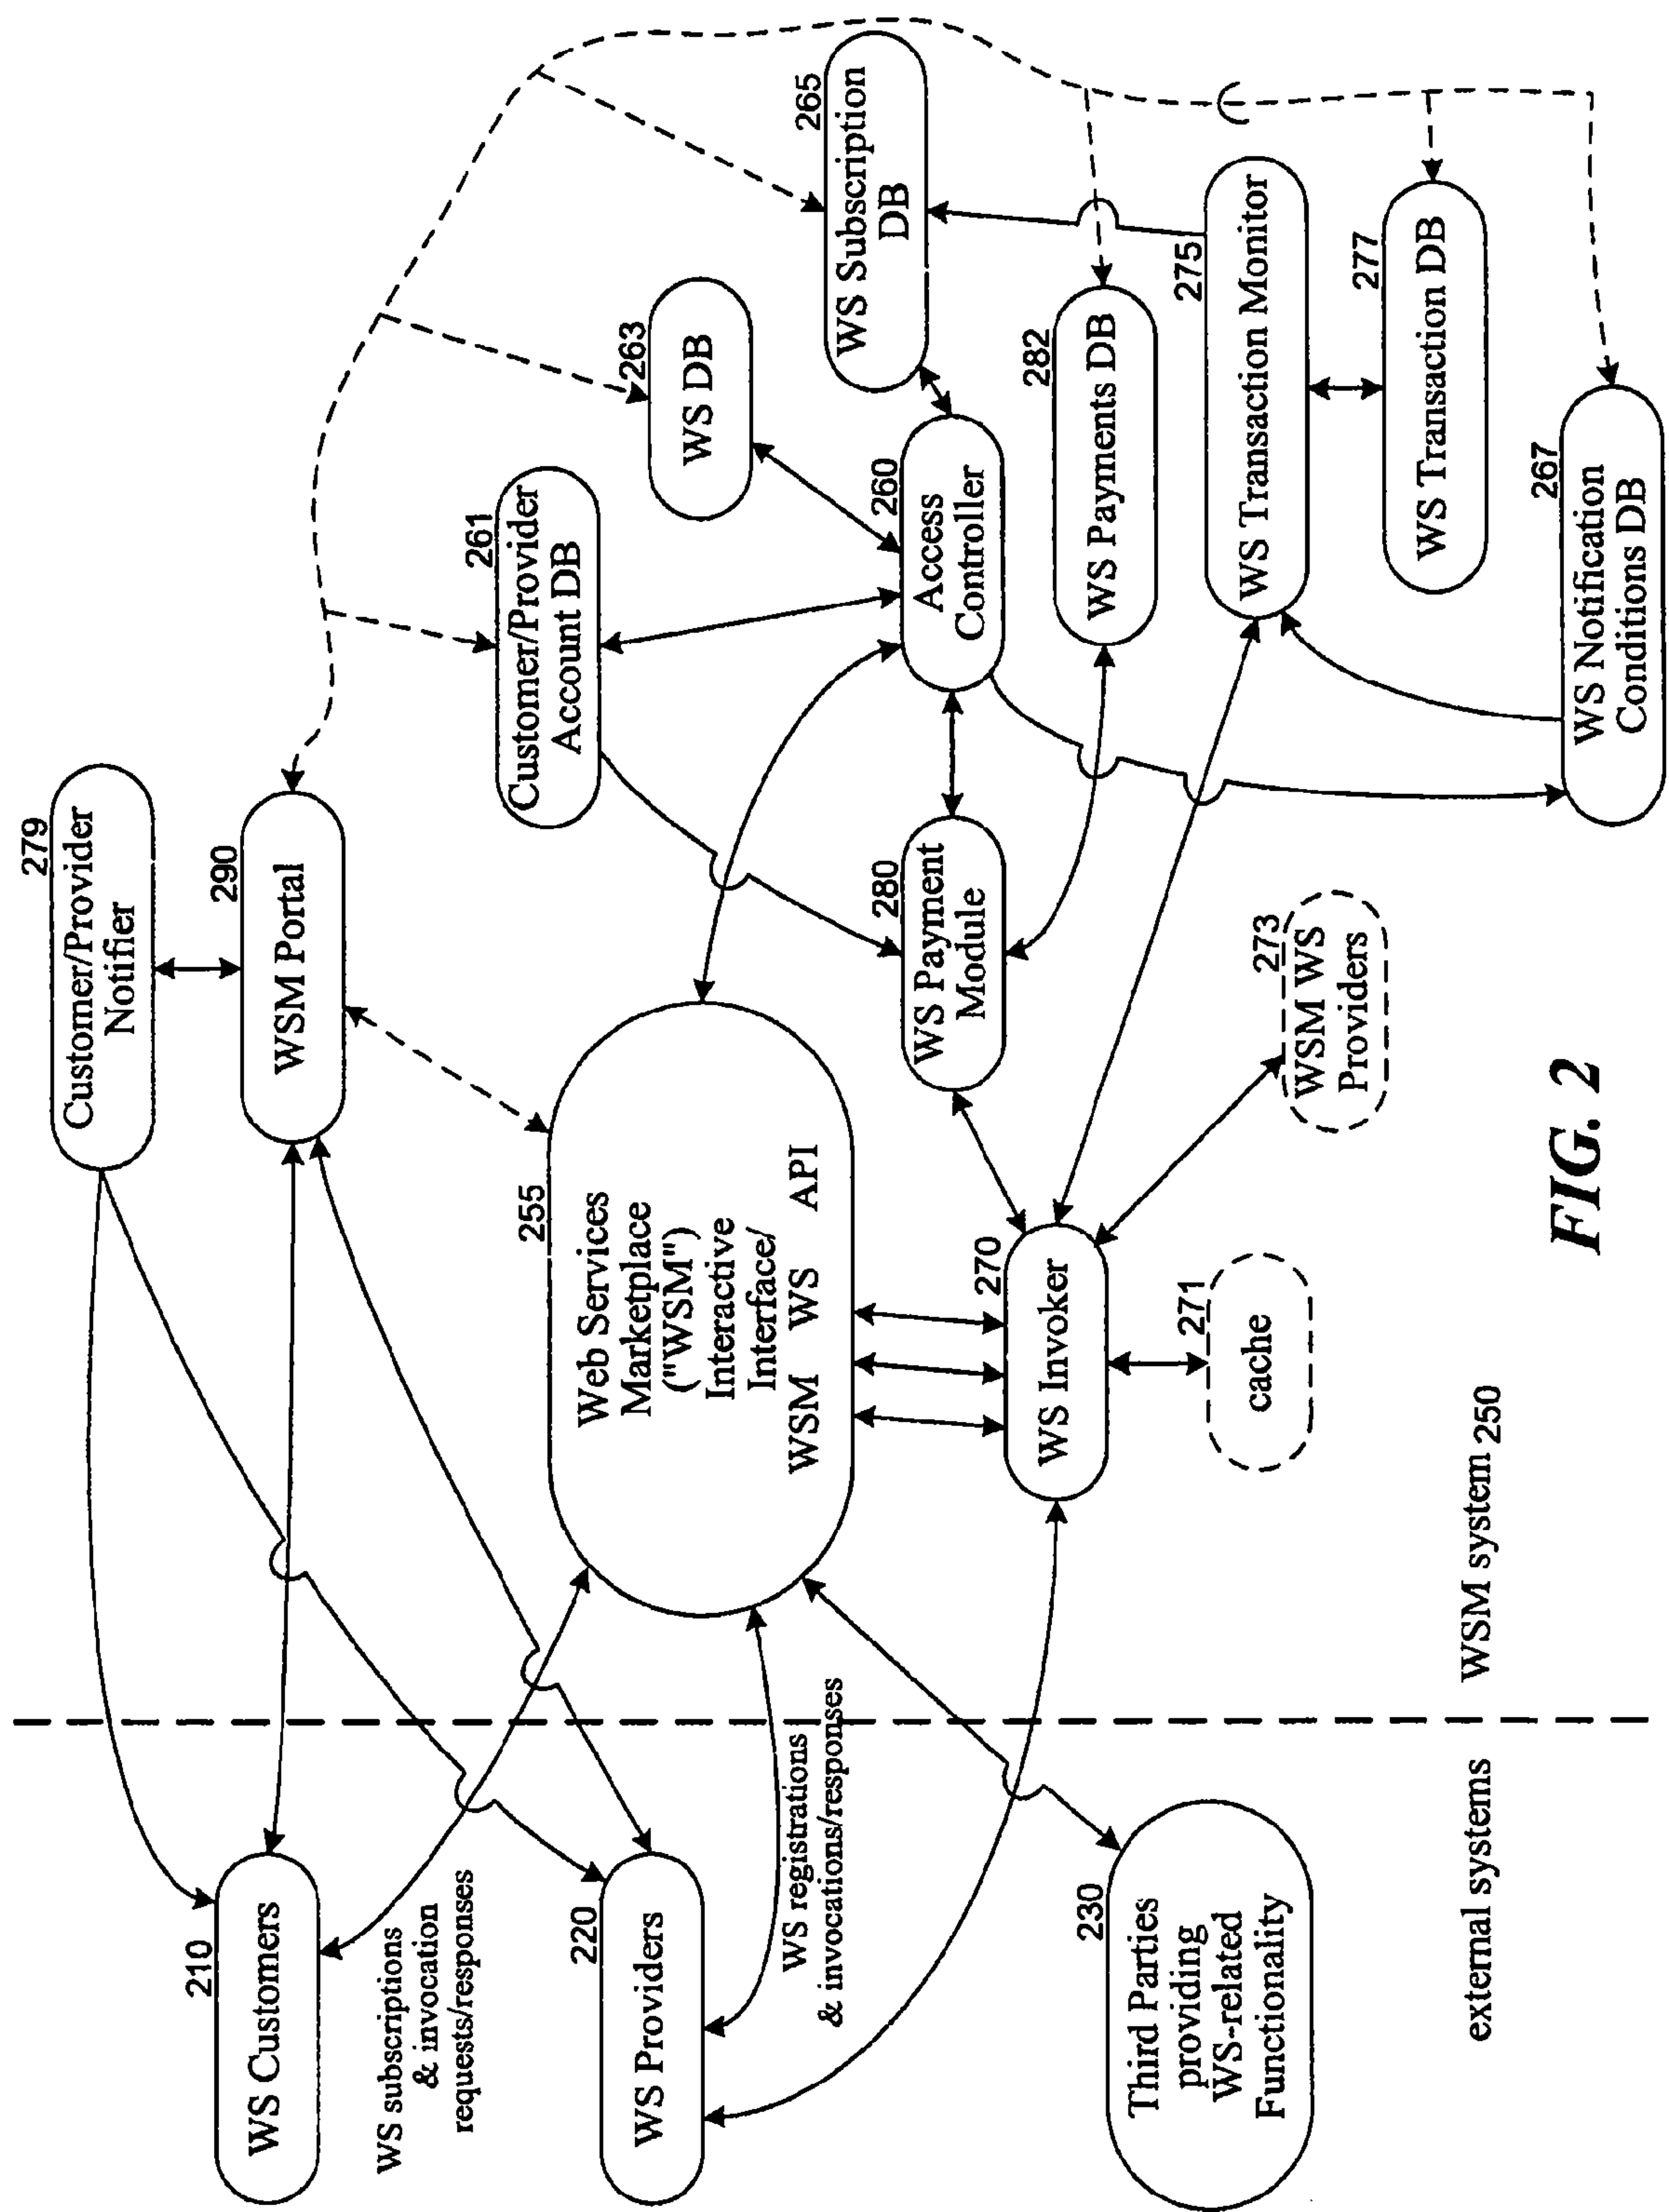 279
Customer/Provider
Notifier
290
WSM Portal
210
WS Customers
WS subscriptions
& invocation
requests/responses
220
WS Providers
WS registrations
& invocations/responses
230
Third Parties
providing
WS-related
Functionality
external systems
WSM system 250
255
Web Services
Marketplace
("WSM")
Interactive
Interface/
WSM WS API
270
WS Invoker
271
cache
273
WSM WS
Providers
280
WS Payment
Module
261
Customer/Provider
Account DB
263
WS DB
265
WS Subscription
DB
260
Access
Controller
282
WS Payments DB
275
WS Transaction Monitor
277
WS Transaction DB
267
WS Notification
Conditions DB
FIG. 2